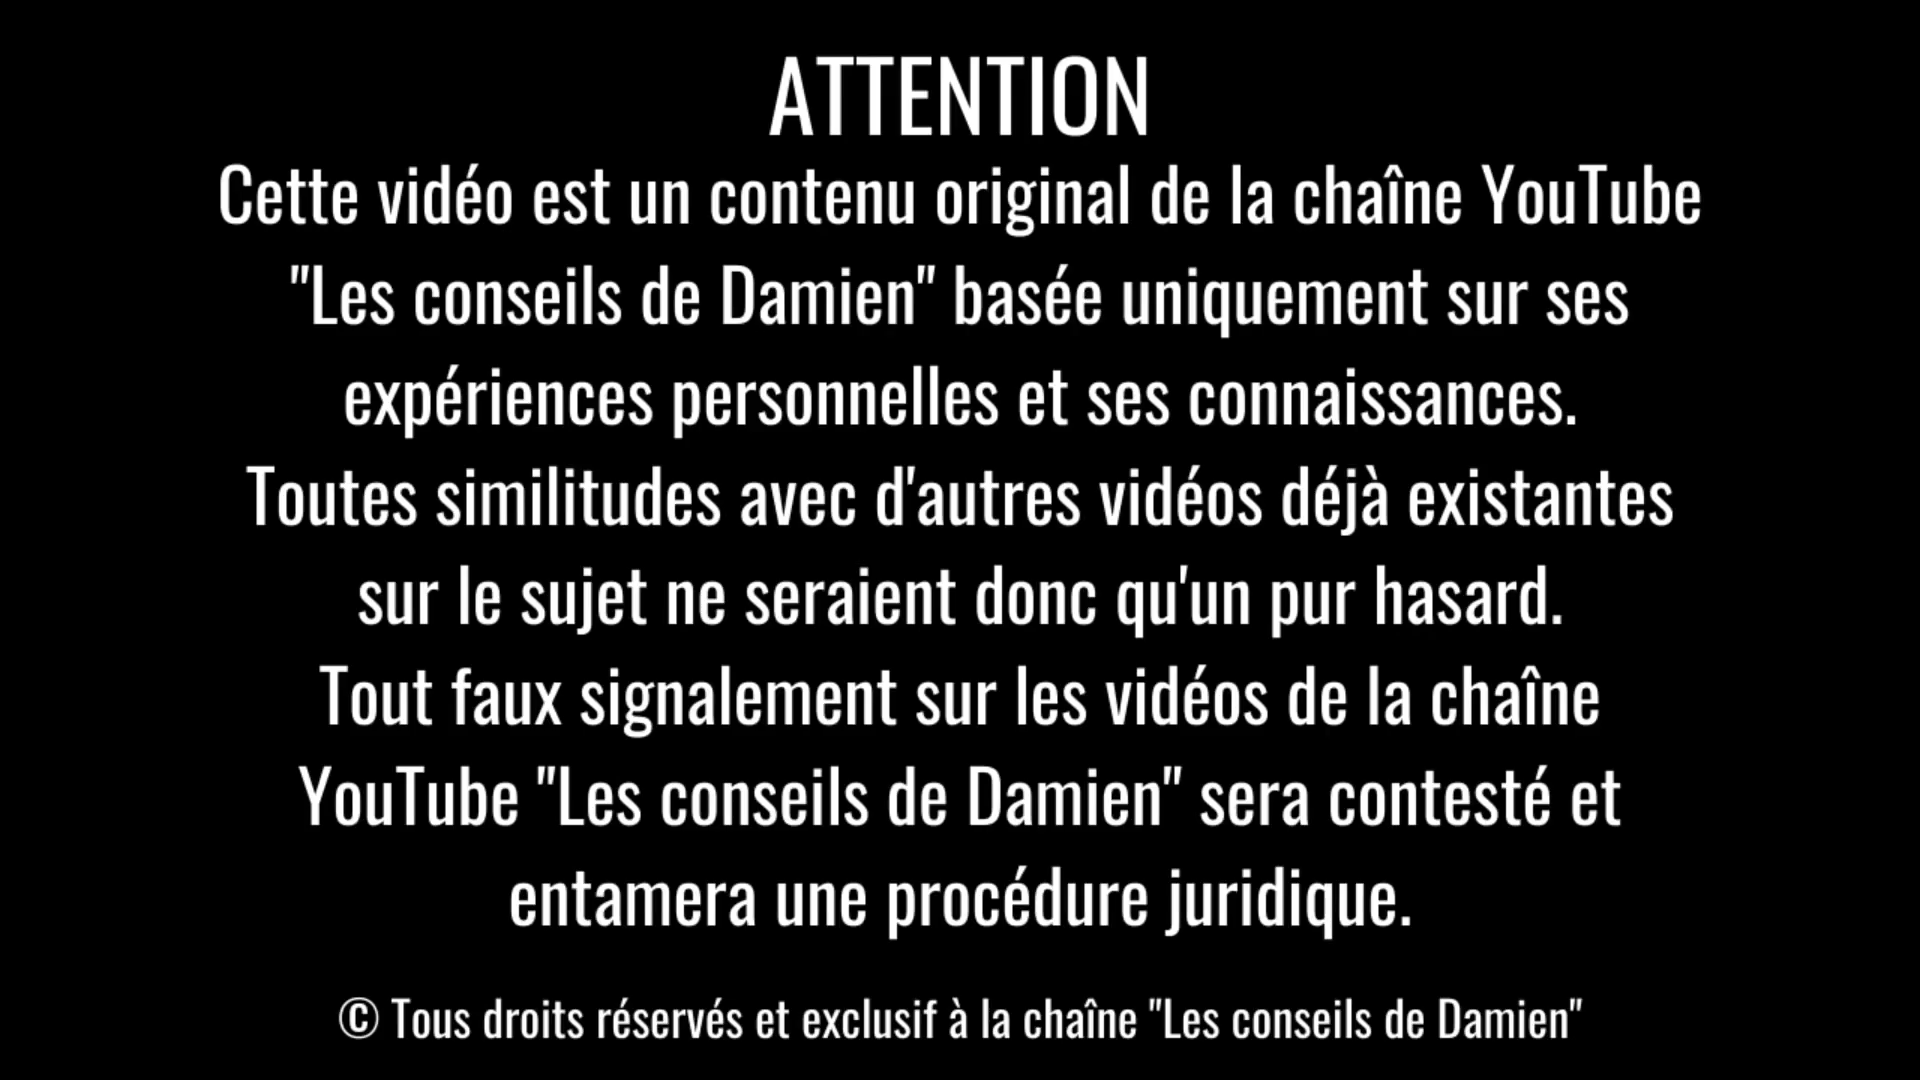 ATTENTION
Cette vidéo est un contenu original de la chaîne YouTube
"Les conseils de Damien" basée uniquement sur ses
expériences personnelles et ses connaissances.
Toutes similitudes avec d'autres vidéos déjà existantes
sur le sujet ne seraient donc qu'un pur hasard.
Tout faux signalement sur les vidéos de la chaîne
YouTube "Les conseils de Damien" sera contesté et
entamera une procédure juridique.
© Tous droits réservés et exclusif à la chaîne "Les conseils de Damien"